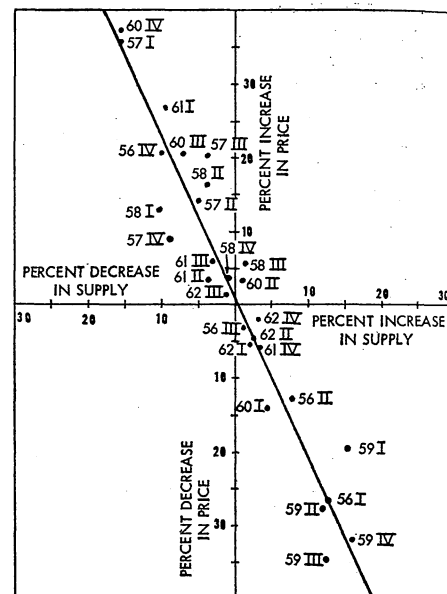 60 IV
57 I
30
61 I
PERCENT INCREASE
IN PRICE
56 IV
60 III
57 III
20
58 II
57 II
58 I
10
57 IV
58 IV
61 III
58 III
PERCENT DECREASE
IN SUPPLY
61 II
60 II
62 III
30
20
10
0
10
20
30
62 IV
PERCENT INCREASE
IN SUPPLY
56 III
62 II
62 I
61 IV
10
56 II
60 I
59 I
20
PERCENT DECREASE
IN PRICE
56 I
59 II
30
59 IV
59 III